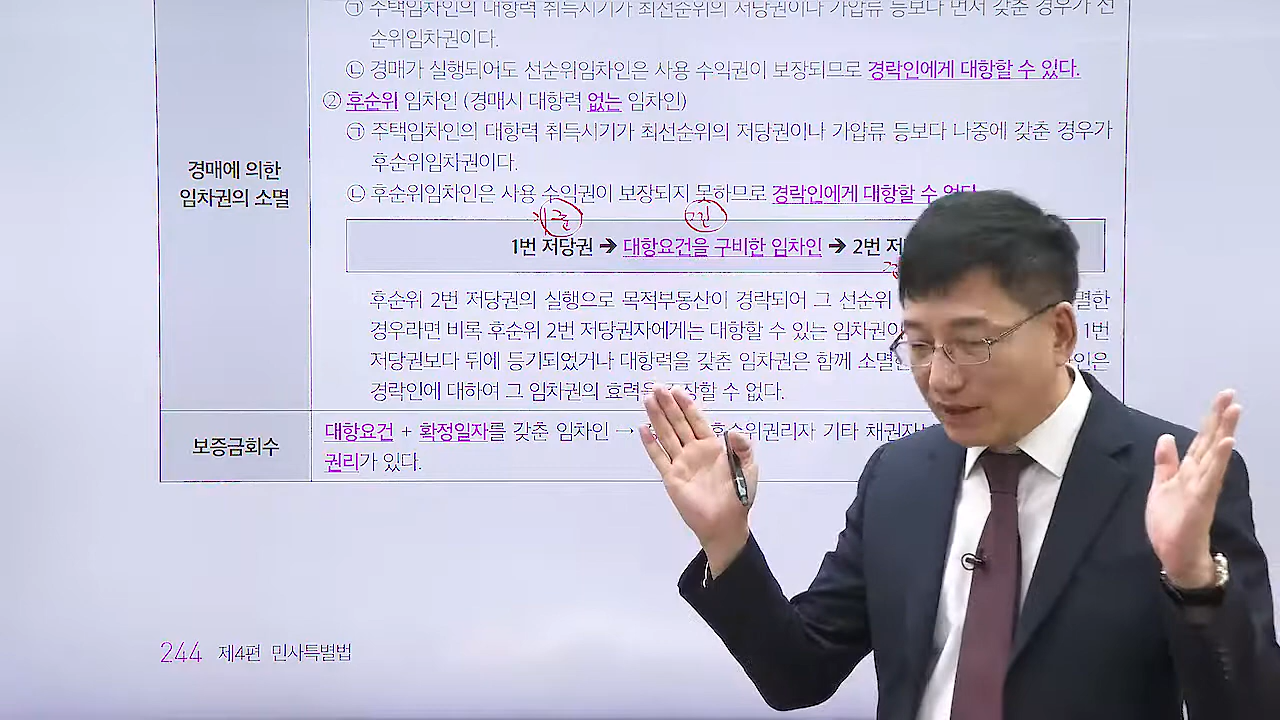 ㉠ 주택임차인의 대항력 취득시기가 최선순위의 저당권이나 가압류 등보다 먼저 갖춘 경우가 선
순위임차권이다.
㉡ 경매가 실행되어도 선순위임차인은 사용 수익권이 보장되므로 경락인에게 대항할 수 있다.
② 후순위 임차인 (경매시 대항력 없는 임차인)
㉠ 주택임차인의 대항력 취득시기가 최선순위의 저당권이나 가압류 등보다 나중에 갖춘 경우가
후순위임차권이다.
㉡ 후순위임차인은 사용 수익권이 보장되지 못하므로 경락인에게 대항할 수
경매에 의한
임차권의 소멸
1번 저당권 ➔ 대항요건을 구비한 임차인 ➔ 2번
후순위 2번 저당권의 실행으로 목적부동산이 경락되어 그 선순위
경우라면 비록 후순위 2번 저당권자에게는 대항할 수 있는 1번
저당권보다 뒤에 등기되었거나 대항력을 갖춘 임차권은 함께
경락인에 대하여 그 임차권의 수 없다.
보증금회수
대항요건 + 확정일자를 갖춘 임차인 → 후순위권리자 기타
권리가 있다.
244 제4편 민사특별법